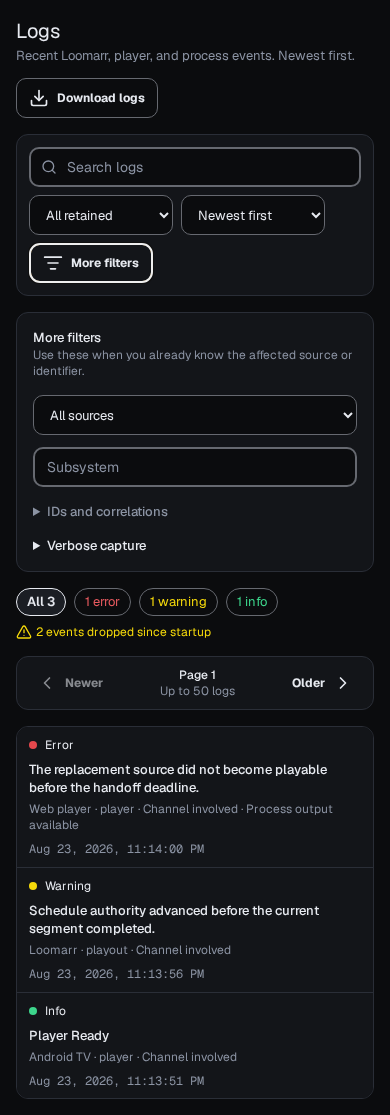 Logs
Recent Loomarr, player, and process events. Newest first.
Download logs
Search logs
All retained
Newest first
More filters
More filters
Use these when you already know the affected source or
identifier.
All sources
Subsystem
IDs and correlations
Verbose capture
All 3
1 error
1 warning
1 info
2 events dropped since startup
Newer
Page 1
Up to 50 logs
Older
Error
The replacement source did not become playable
before the handoff deadline.
Web player · player · Channel involved · Process output
available
Aug 23, 2026, 11:14:00 PM
Warning
Schedule authority advanced before the current
segment completed.
Loomarr · playout · Channel involved
Aug 23, 2026, 11:13:56 PM
Info
Player Ready
Android TV · player · Channel involved
Aug 23, 2026, 11:13:51 PM